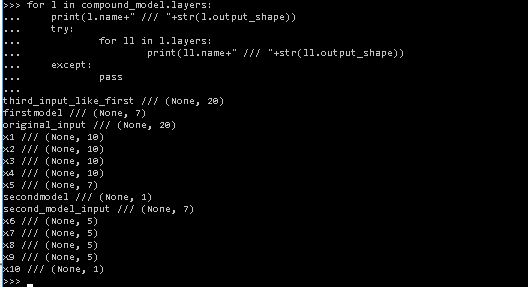 >>> for l in compound_model.layers:
...     print(l.name+" /// "+str(l.output_shape))
...     try:
...             for ll in l.layers:
...                     print(ll.name+" /// "+str(ll.output_shape))
...     except:
...             pass
...
third_input_like_first /// (None, 20)
firstmodel /// (None, 7)
original_input /// (None, 20)
x1 /// (None, 10)
x2 /// (None, 10)
x3 /// (None, 10)
x4 /// (None, 10)
x5 /// (None, 7)
secondmodel /// (None, 1)
second_model_input /// (None, 7)
x6 /// (None, 5)
x7 /// (None, 5)
x8 /// (None, 5)
x9 /// (None, 5)
x10 /// (None, 1)
>>>